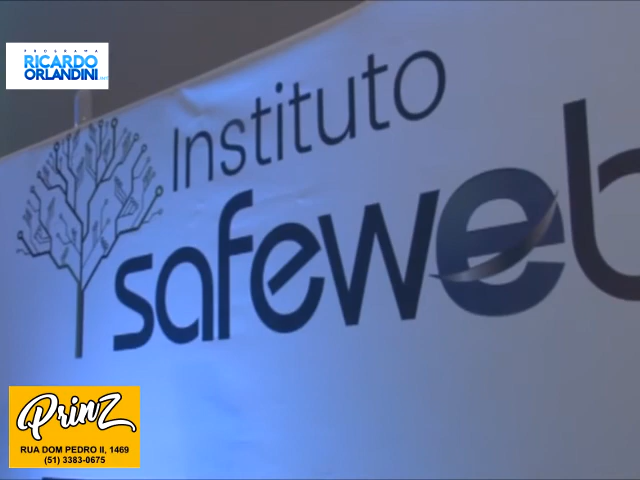 PROGRAMA
RICARDO
ORLANDINI.net
Instituto
safeweb
PrinZ
RUA DOM PEDRO II, 1469
(51) 3383-0675